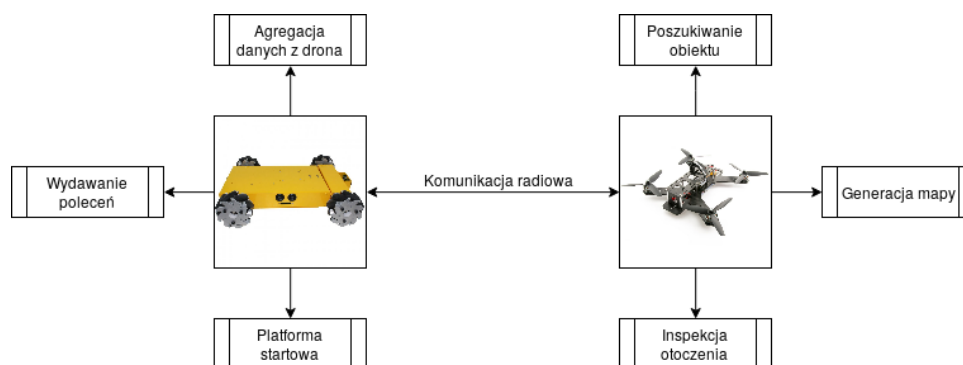 Agregacja
danych z drona
Poszukiwanie
obiektu
Wydawanie
poleceń
Komunikacja radiowa
Generacja mapy
Platforma
startowa
Inspekcja
otoczenia